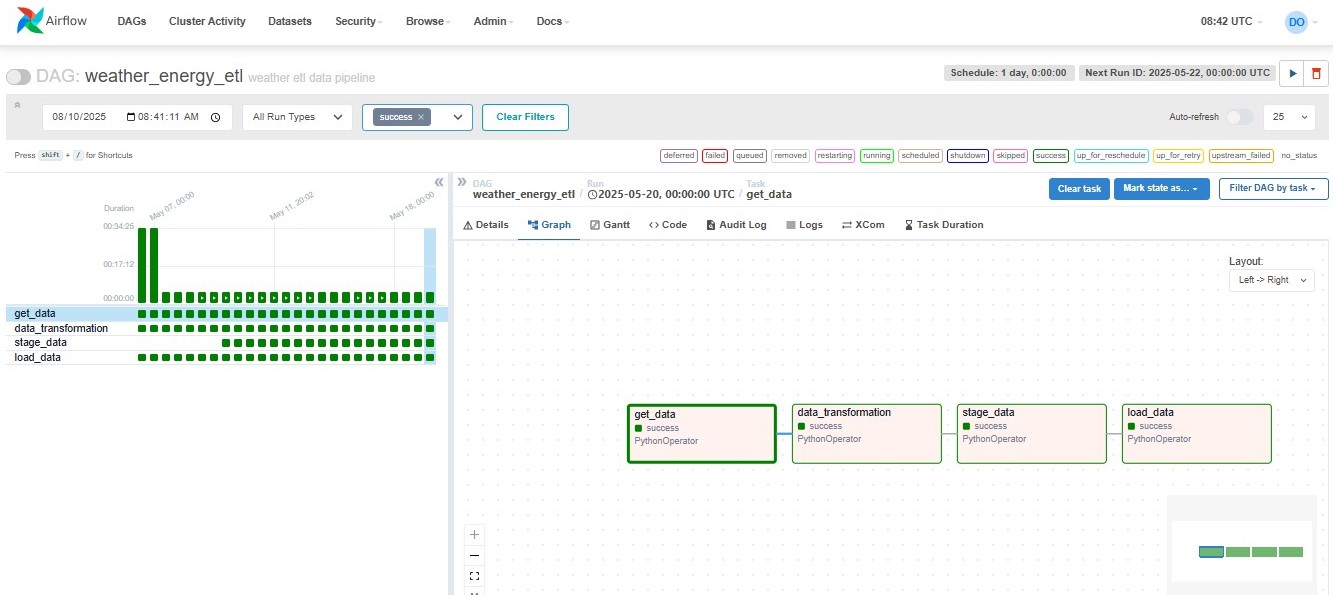 Airflow DAGs Cluster Activity Datasets Security Browse Admin Docs 08:42 UTC DO
DAG: weather_energy_etl weather etl data pipeline Schedule: 1 day, 0:00:00 Next Run ID: 2025-05-22, 00:00:00 UTC
08/10/2025 08:41:11 AM All Run Types success × Clear Filters Auto-refresh 25
Press shift + / for Shortcuts deferred failed queued removed restarting running scheduled shutdown skipped success up_for_reschedule up_for_retry upstream_failed no_status
DAG Run Task
weather_energy_etl / 2025-05-20, 00:00:00 UTC / get_data Clear task Mark state as... Filter DAG by task
Details Graph Gantt Code Audit Log Logs XCom Task Duration
May 07, 00:00 May 11, 20:02 May 18, 00:00
Duration
00:34:25
00:17:12
00:00:00
get_data
data_transformation
stage_data
load_data
Layout:
Left -> Right
get_data
success
PythonOperator
data_transformation
success
PythonOperator
stage_data
success
PythonOperator
load_data
success
PythonOperator